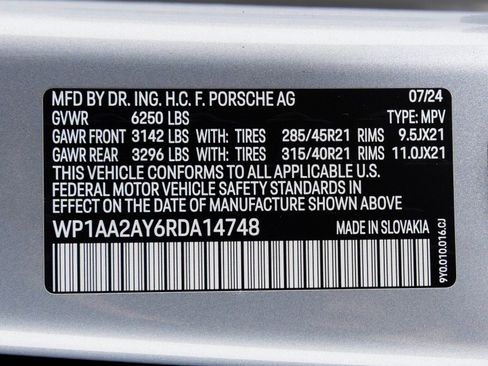 MFD BY DR. ING. H.C. F. PORSCHE AG 07/24
GVWR 6250 LBS TYPE: MPV
GAWR FRONT 3142 LBS WITH: TIRES 285/45R21 RIMS 9.5JX21
GAWR REAR 3296 LBS WITH: TIRES 315/40R21 RIMS 11.0JX21
THIS VEHICLE CONFORMS TO ALL APPLICABLE U.S.
FEDERAL MOTOR VEHICLE SAFETY STANDARDS IN
EFFECT ON THE DATE OF MANUFACTURE SHOWN ABOVE.
WP1AA2AY6RDA14748 MADE IN SLOVAKIA
9Y0.010.016.CJ